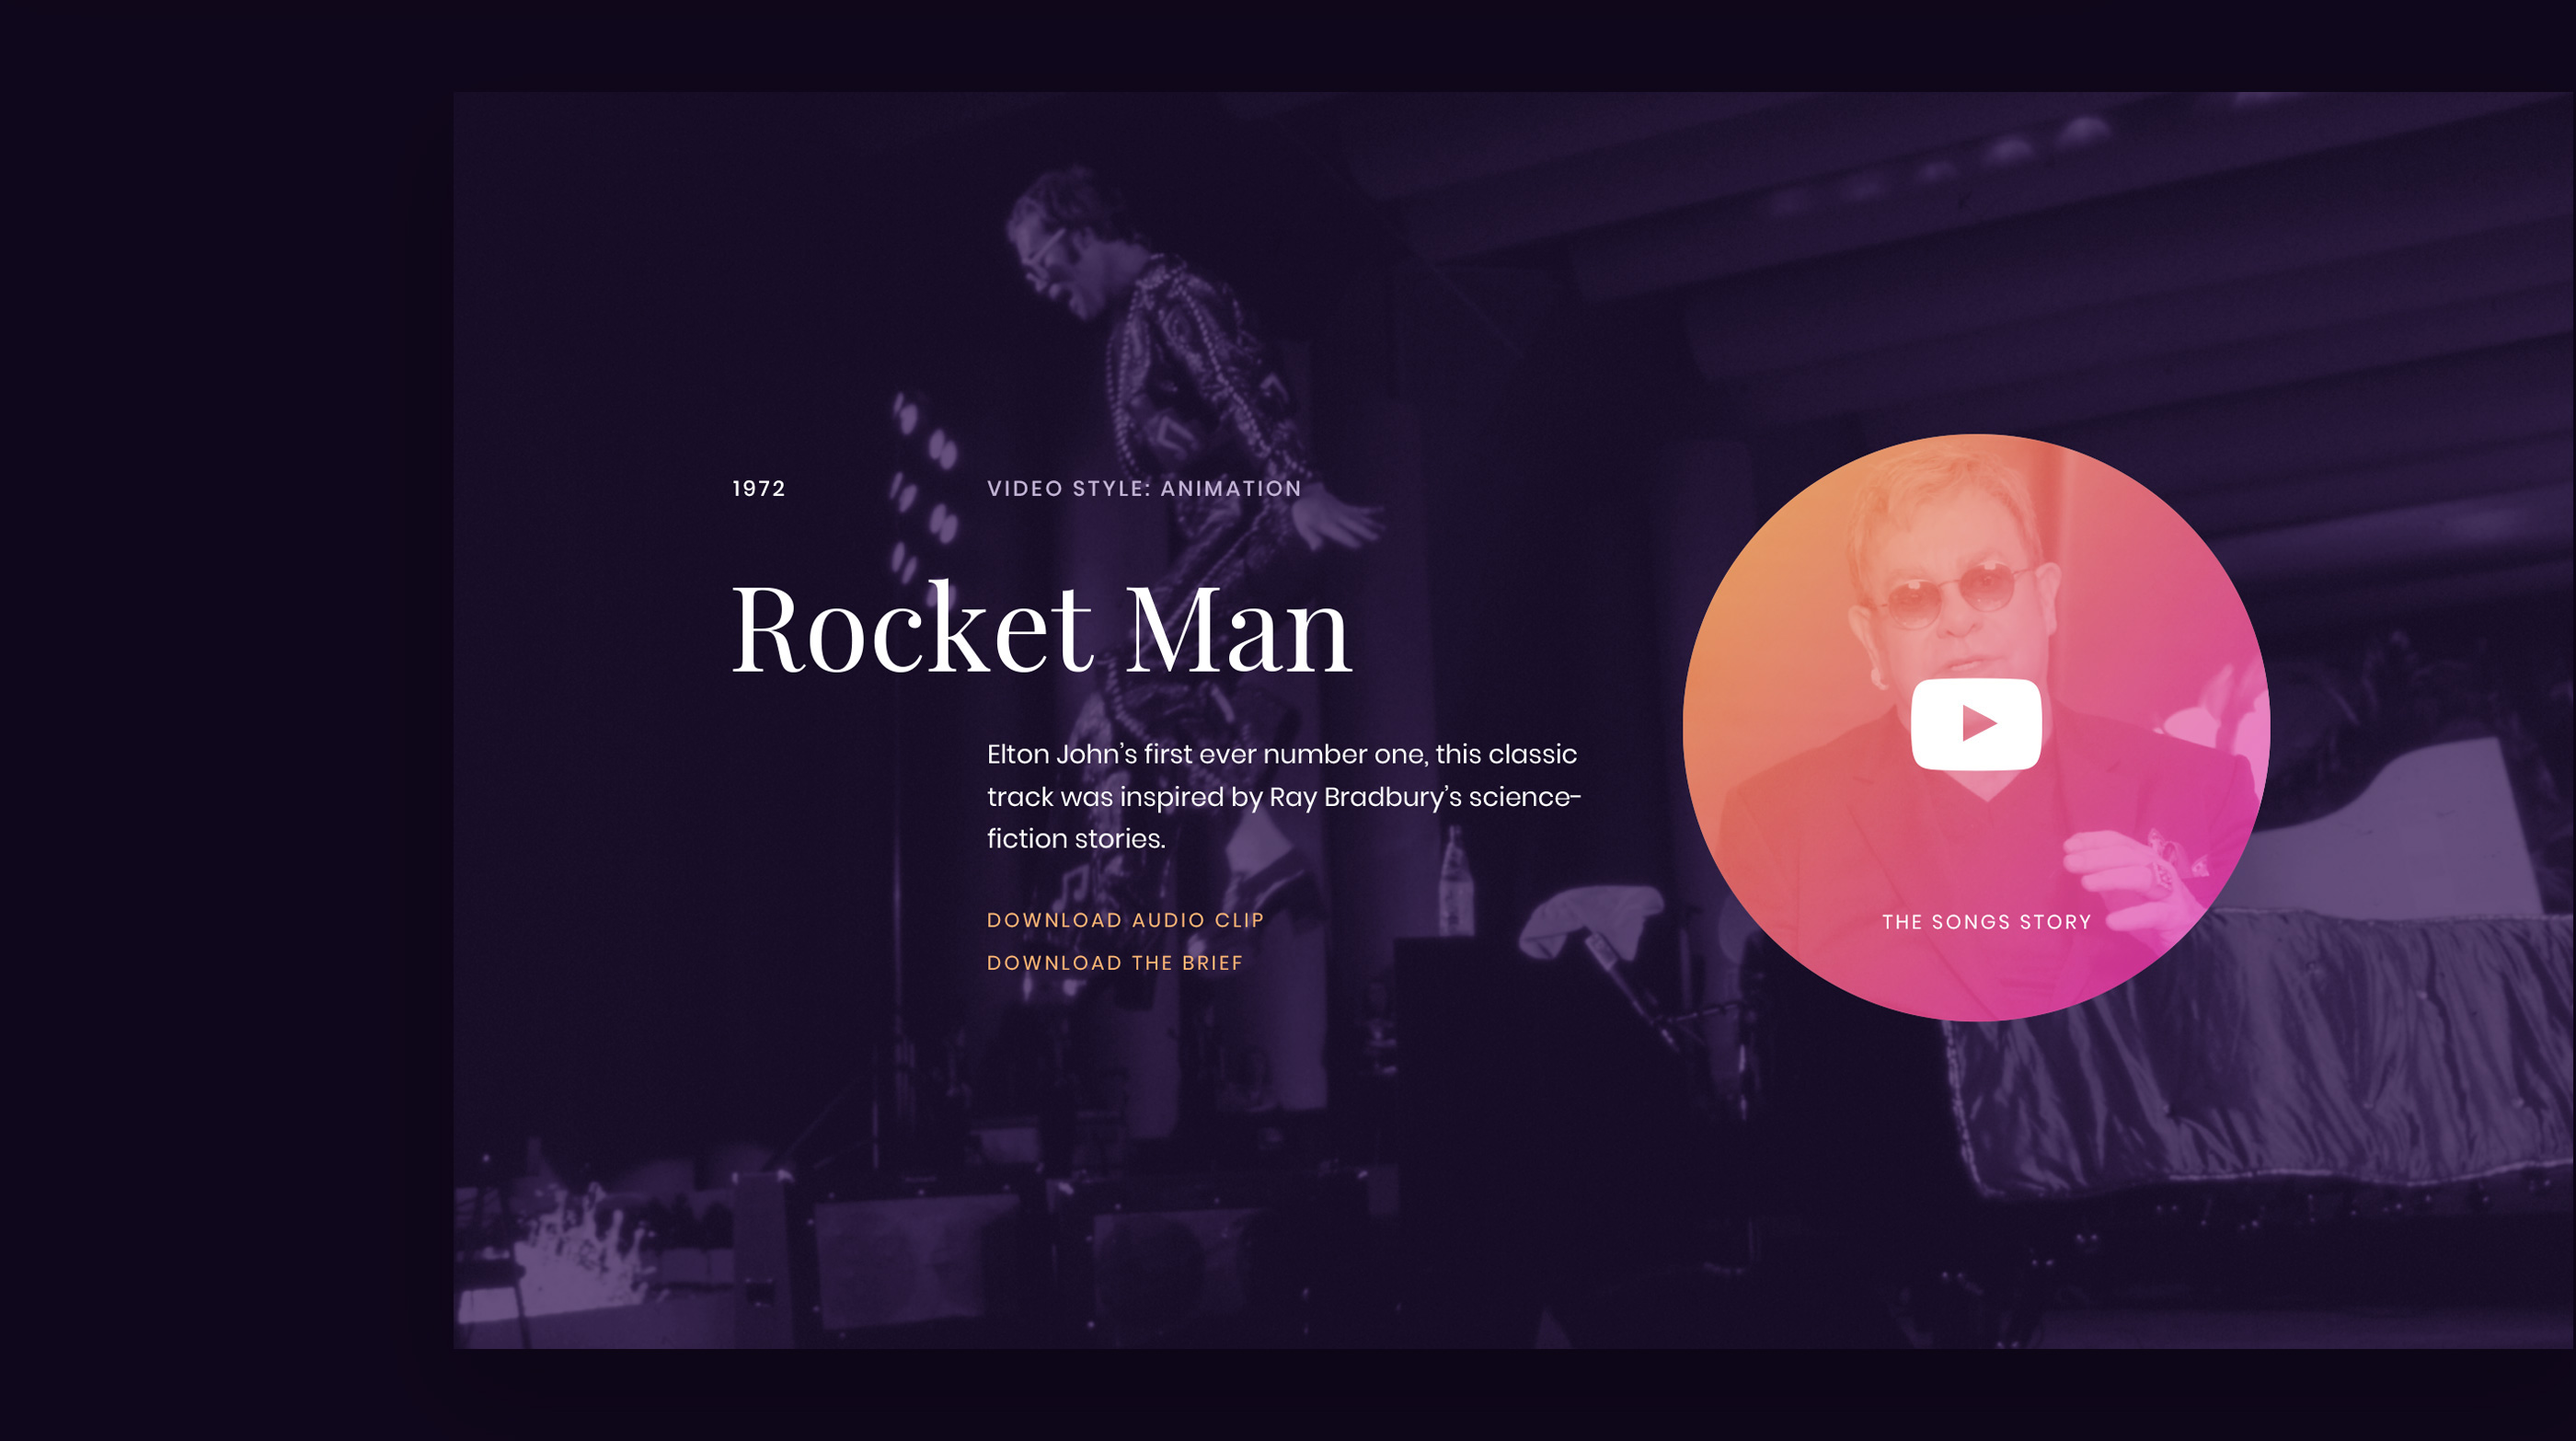 1972
VIDEO STYLE: ANIMATION
Rocket Man
Elton John’s first ever number one, this classic
track was inspired by Ray Bradbury’s science-
fiction stories.
DOWNLOAD AUDIO CLIP
DOWNLOAD THE BRIEF
THE SONGS STORY